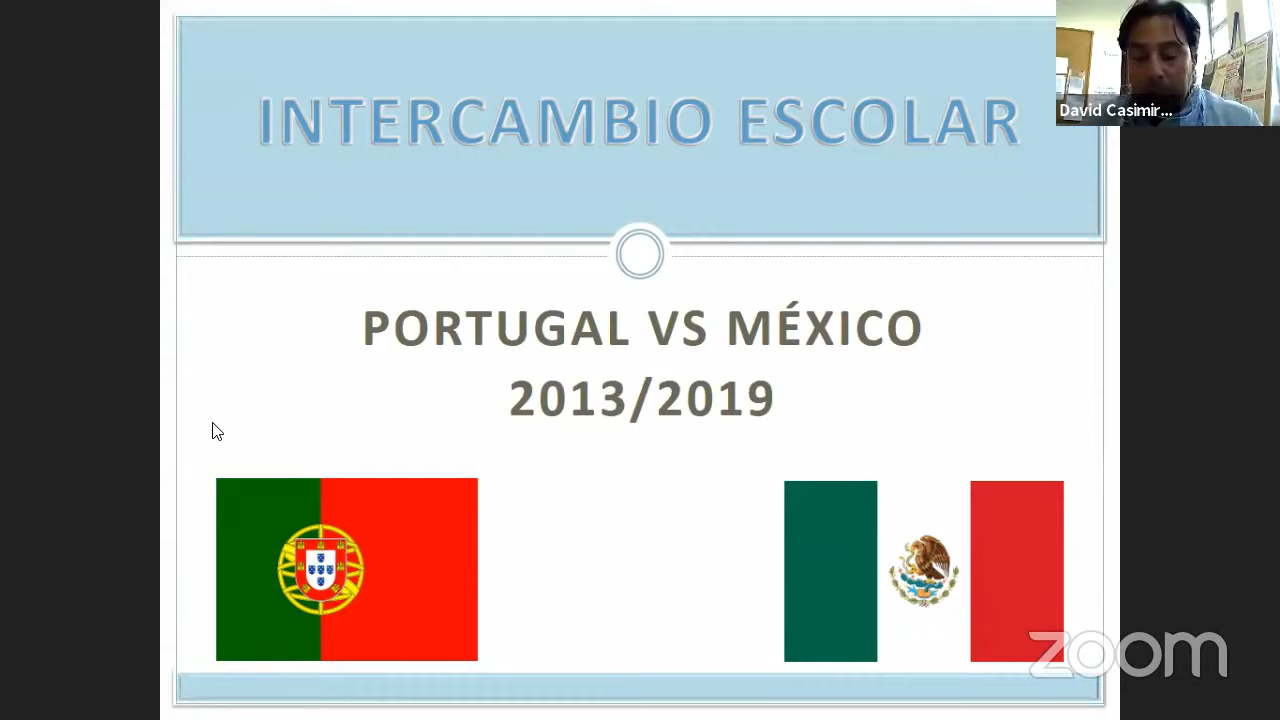 INTERCAMBIO ESCOLAR
David Casimir...
PORTUGAL VS MÉXICO
2013/2019
zoom